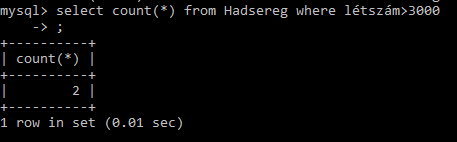 mysql> select count(*) from Hadsereg where létszám>3000
    -> ;
+----------+
| count(*) |
+----------+
|        2 |
+----------+
1 row in set (0.01 sec)